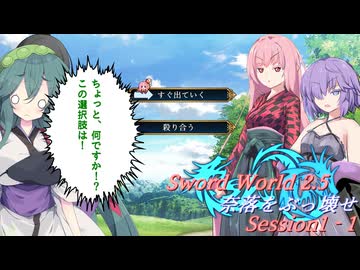 ちょっと、何ですか！？
この選択肢は！
すぐ出ていく
殺り合う
Sword World 2.5
奈落をぶっ壊せ
Session1-1